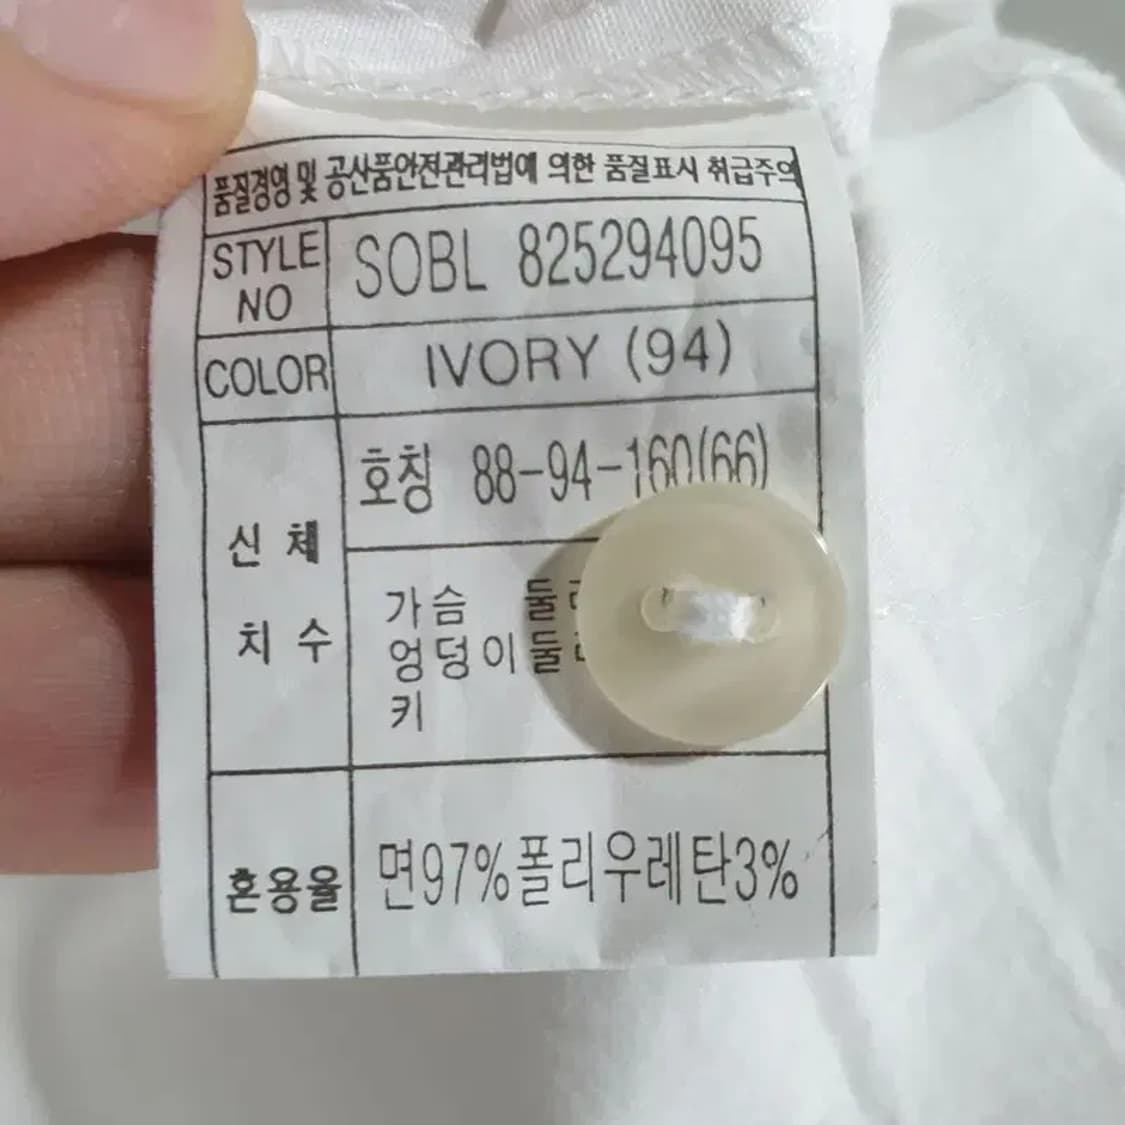 품질경영 및 공산품안전관리법에 의한 품질표시 취급주의
STYLE NO
SOBL 825294095
COLOR
IVORY (94)
신체
치수
호칭 88-94-160(66)
가슴
엉덩이
키
혼용율
면97%폴리우레탄3%